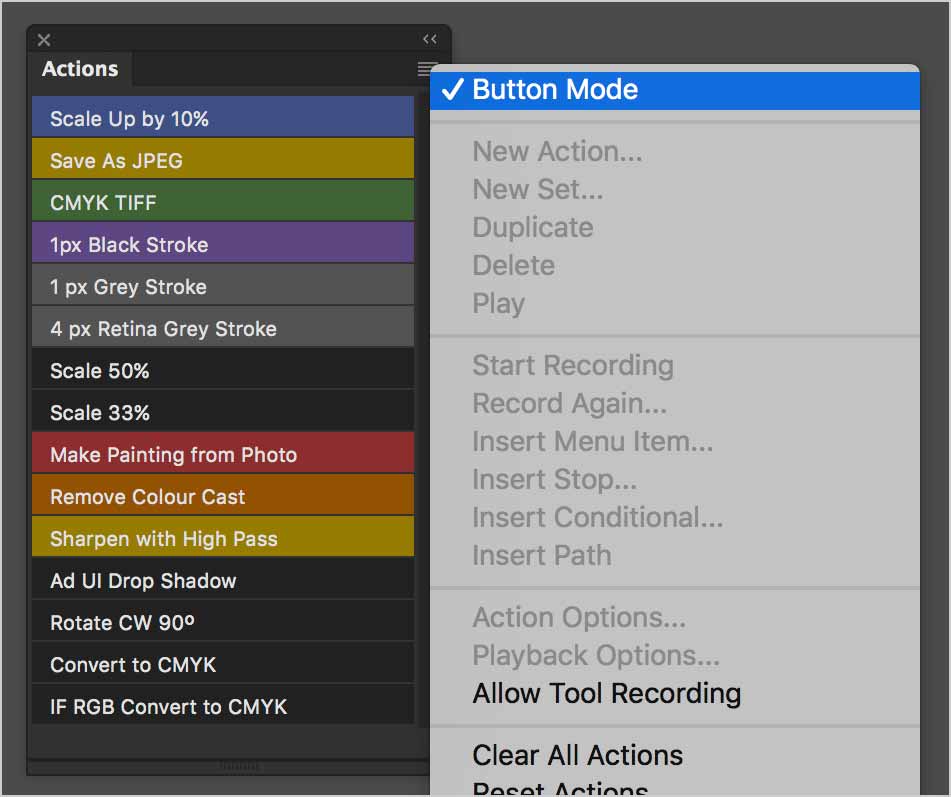 Actions
Scale Up by 10%
Save As JPEG
CMYK TIFF
1px Black Stroke
1 px Grey Stroke
4 px Retina Grey Stroke
Scale 50%
Scale 33%
Make Painting from Photo
Remove Colour Cast
Sharpen with High Pass
Ad UI Drop Shadow
Rotate CW 90º
Convert to CMYK
IF RGB Convert to CMYK
Button Mode
New Action...
New Set...
Duplicate
Delete
Play
Start Recording
Record Again...
Insert Menu Item...
Insert Stop...
Insert Conditional...
Insert Path
Action Options...
Playback Options...
Allow Tool Recording
Clear All Actions
Reset Actions